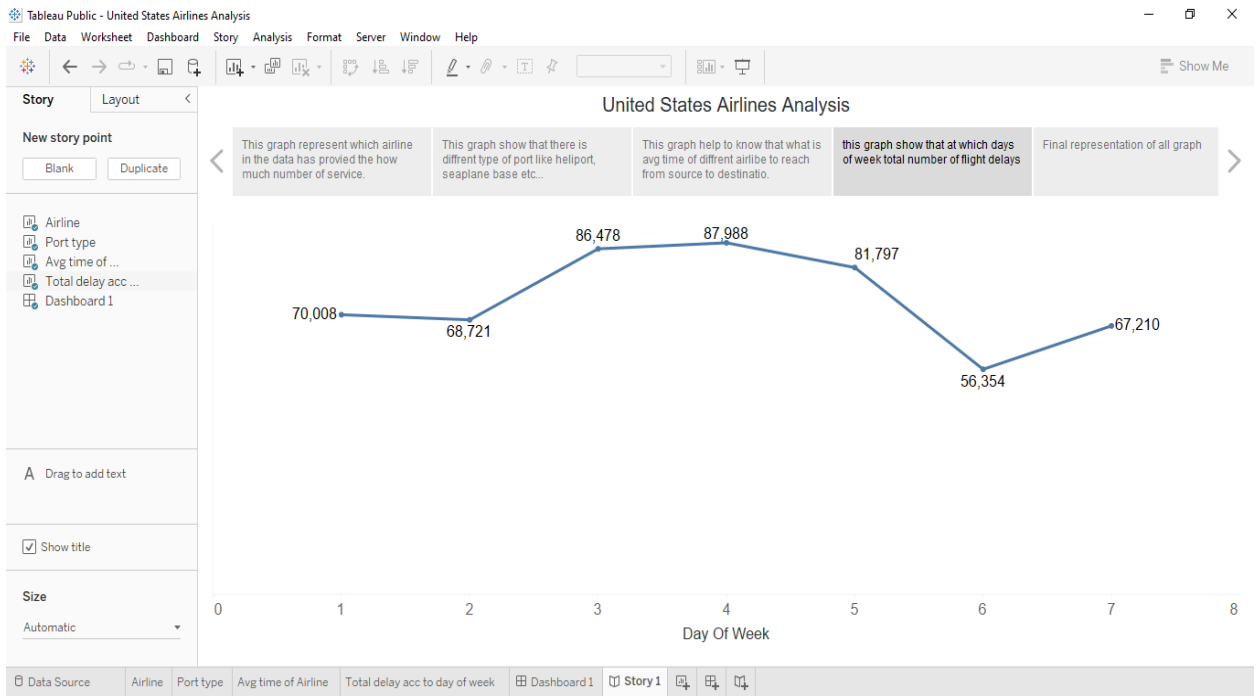 Tableau Public - United States Airlines Analysis
File Data Worksheet Dashboard Story Analysis Format Server Window Help
Show Me
Story Layout
New story point
Blank Duplicate
Airline
Port type
Avg time of ...
Total delay acc ...
Dashboard 1
A Drag to add text
Show title
Size
Automatic
United States Airlines Analysis
This graph represent which airline
in the data has provied the how
much number of service.
This graph show that there is
diffrent type of port like heliport,
seaplane base etc...
This graph help to know that what is
avg time of diffrent airlibe to reach
from source to destinatio.
this graph show that at which days
of week total number of flight delays
Final representation of all graph
70,008
68,721
86,478
87,988
81,797
56,354
67,210
0 1 2 3 4 5 6 7 8
Day Of Week
Data Source Airline Port type Avg time of Airline Total delay acc to day of week Dashboard 1 Story 1